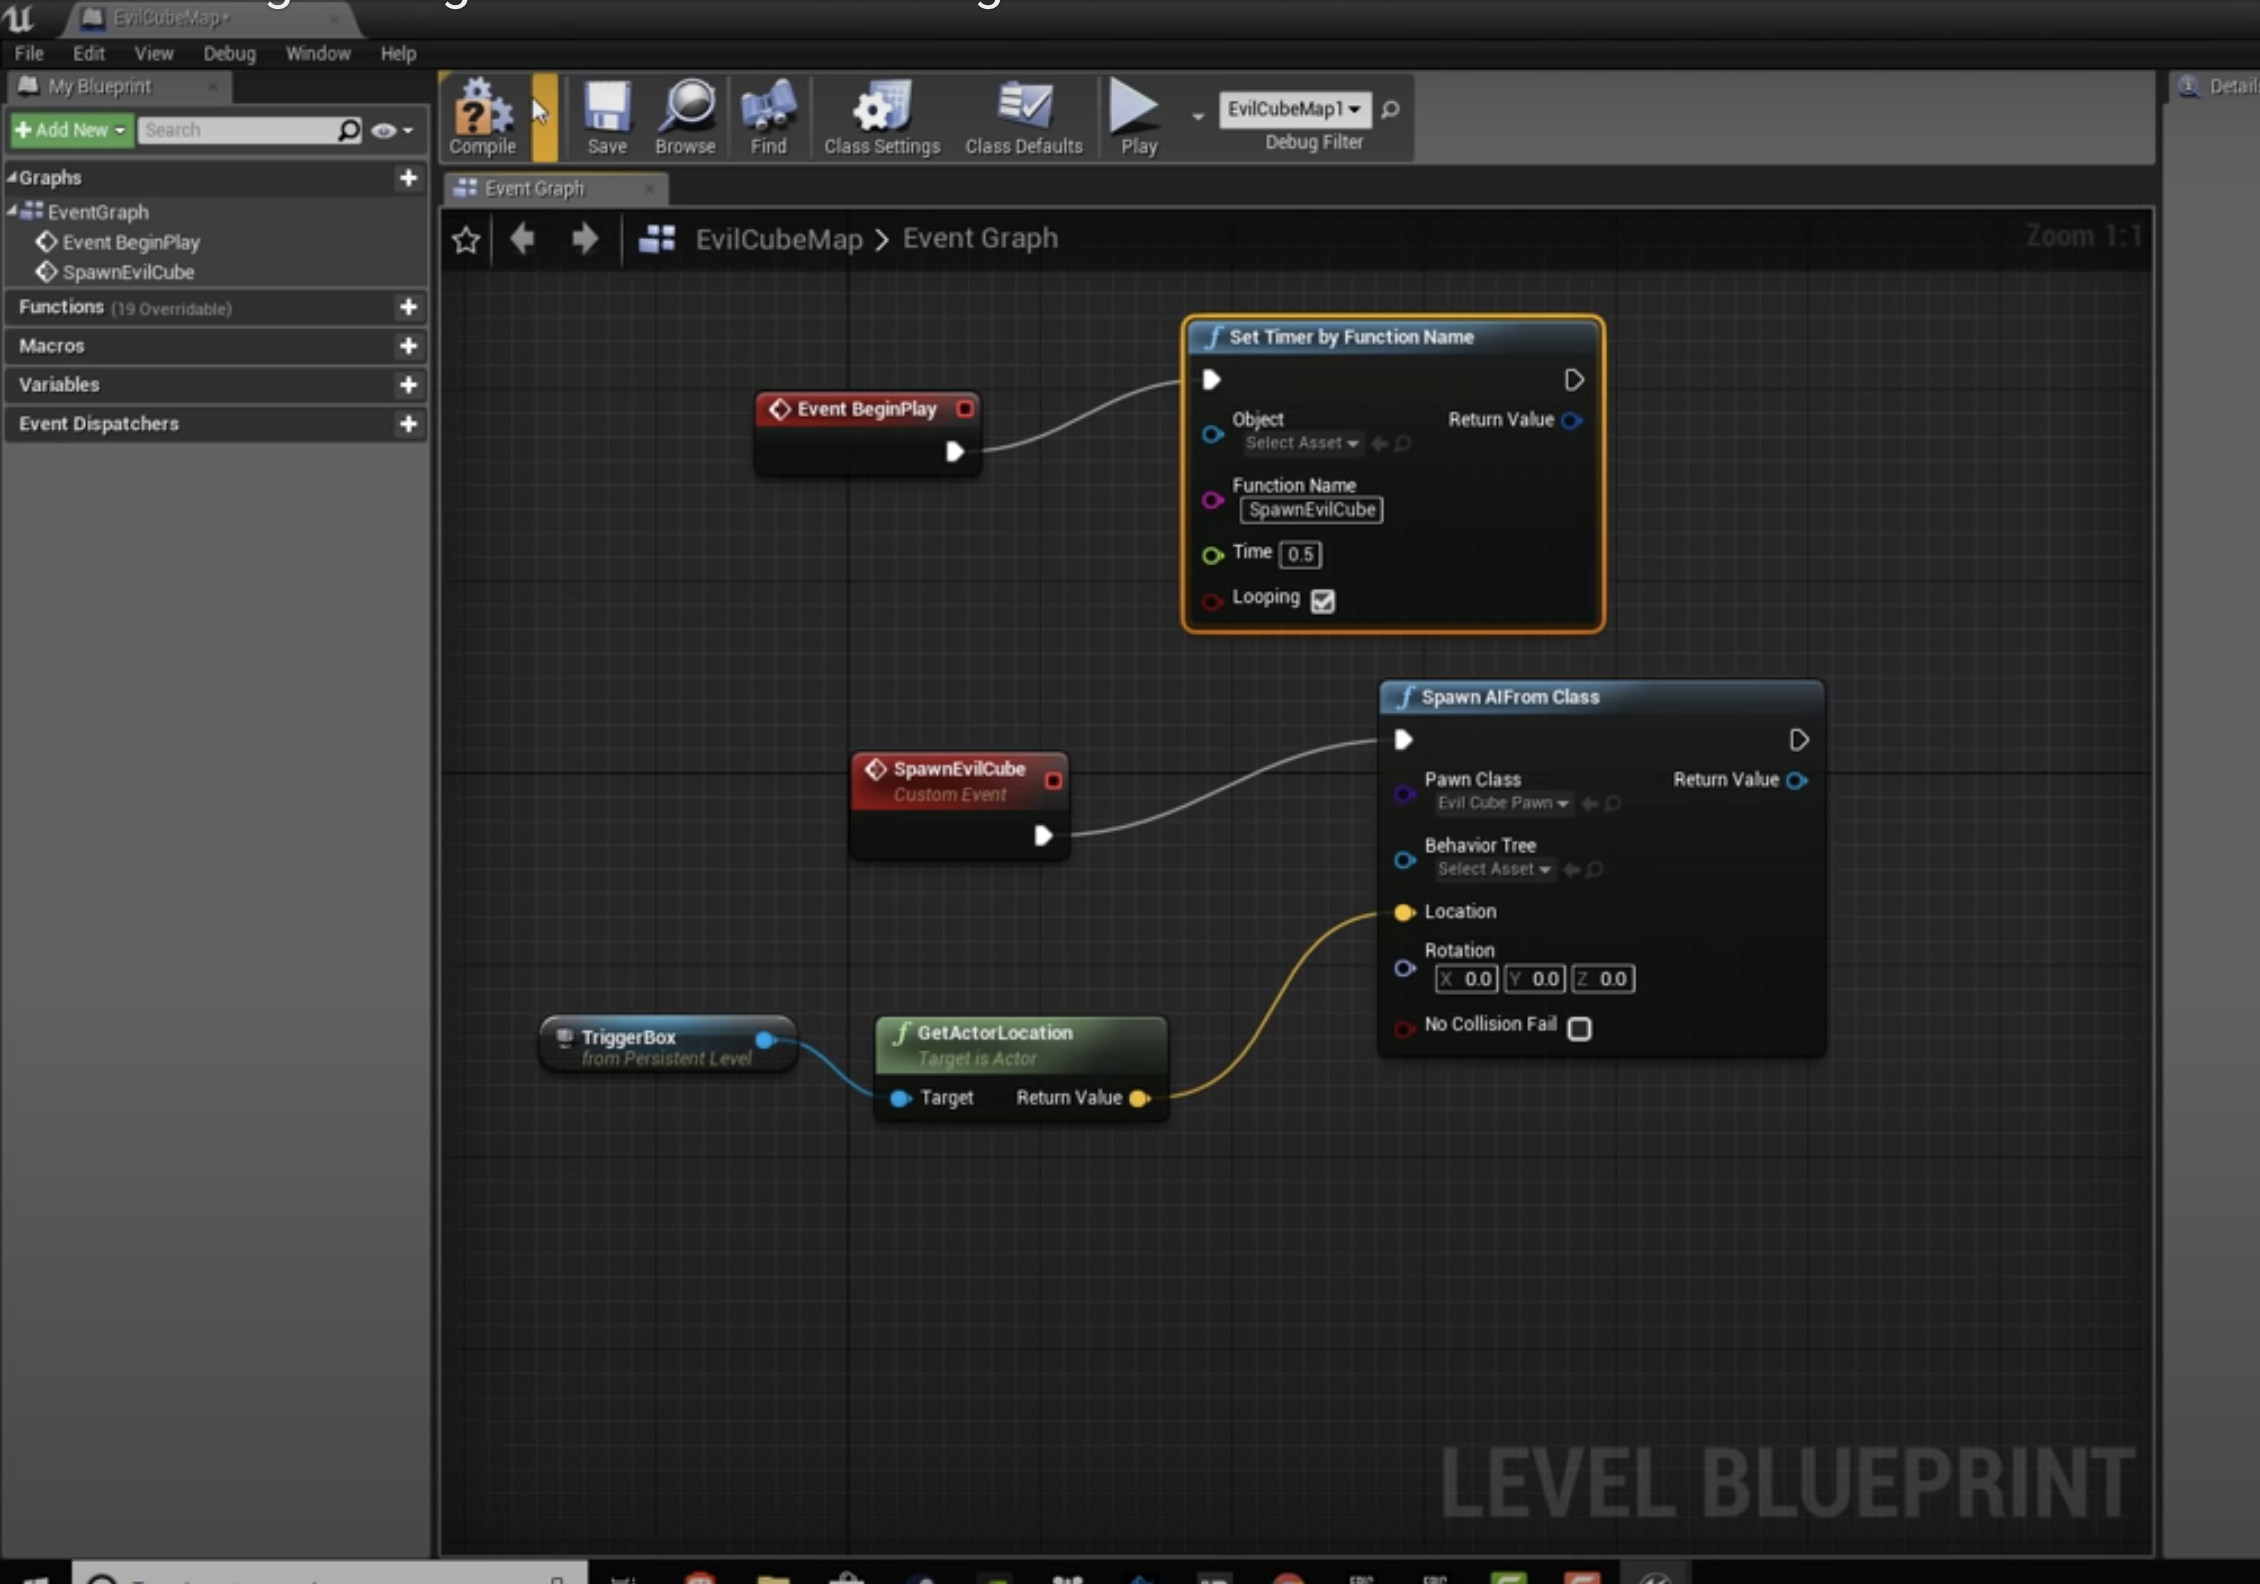 EvilCubeMap*
File Edit View Debug Window Help
My Blueprint
Add New
Search
Compile
Save
Browse
Find
Class Settings
Class Defaults
Play
EvilCubeMap1
Debug Filter
Graphs
EventGraph
Event BeginPlay
SpawnEvilCube
Functions (19 Overridable)
Macros
Variables
Event Dispatchers
Event Graph
EvilCubeMap > Event Graph
Zoom 1:1
Event BeginPlay
Set Timer by Function Name
Object
Select Asset
Return Value
Function Name
SpawnEvilCube
Time 0.5
Looping
SpawnEvilCube
Custom Event
Spawn AIFrom Class
Pawn Class
Evil Cube Pawn
Return Value
Behavior Tree
Select Asset
Location
Rotation
X 0.0 Y 0.0 Z 0.0
No Collision Fail
TriggerBox
from Persistent Level
GetActorLocation
Target is Actor
Target Return Value
LEVEL BLUEPRINT